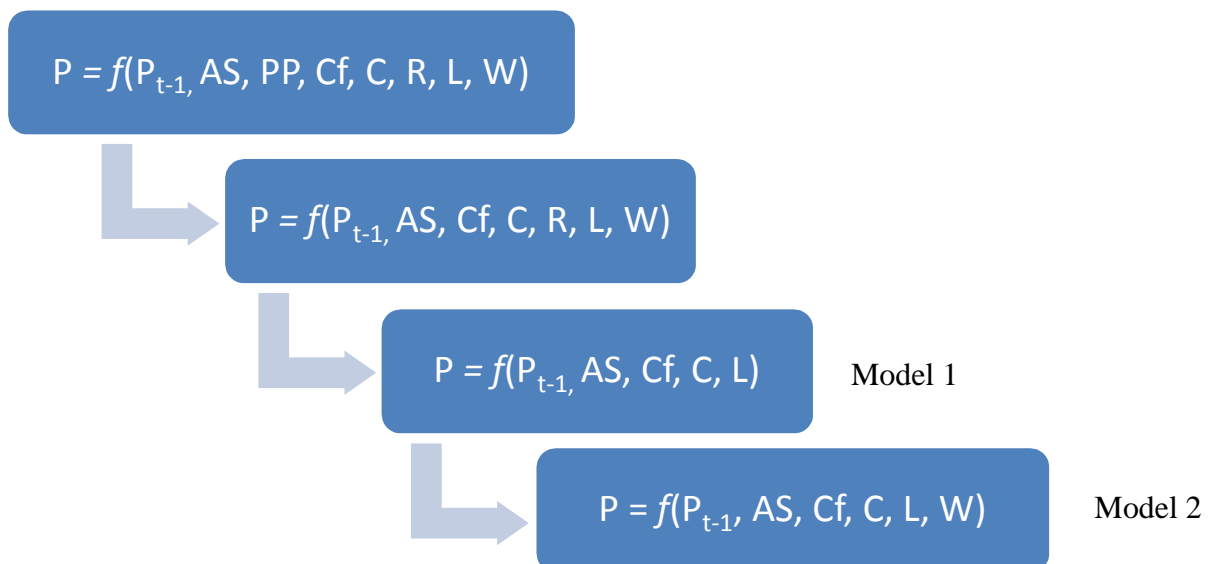 P = f(Pt-1, AS, PP, Cf, C, R, L, W)
P = f(Pt-1, AS, Cf, C, R, L, W)
P = f(Pt-1, AS, Cf, C, L)
Model 1
P = f(Pt-1, AS, Cf, C, L, W)
Model 2